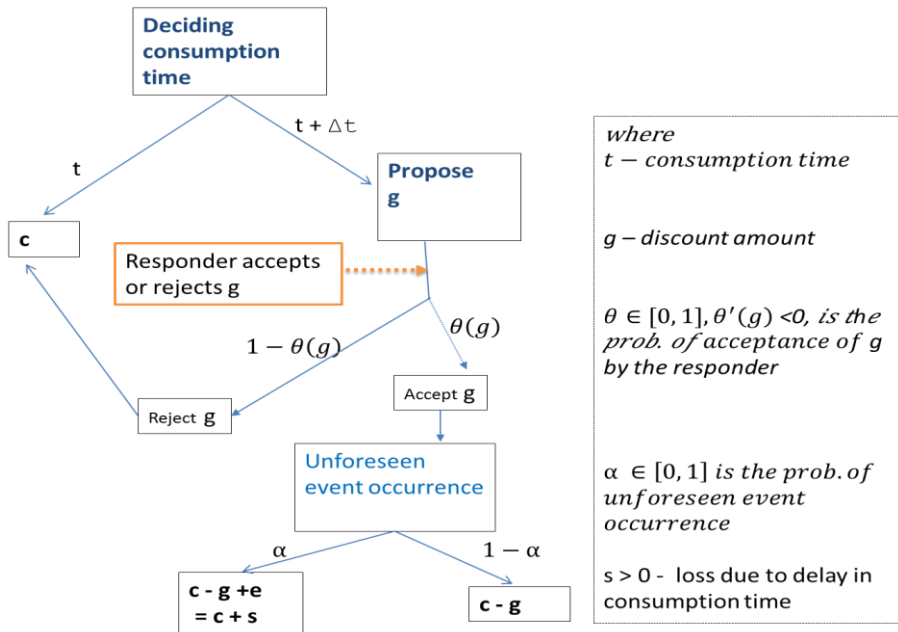 Deciding
consumption
time
t + Δt
t
Propose
g
c
Responder accepts
or rejects g
1 − θ(g)
θ(g)
Accept g
Reject g
Unforeseen
event occurrence
α
1 − α
c - g +e
= c + s
c - g
where
t − consumption time
g − discount amount
θ ∈ [0, 1], θ′(g) <0, is the
prob. of acceptance of g
by the responder
α ∈ [0, 1] is the prob. of
unforeseen event
occurrence
s > 0 - loss due to delay in
consumption time